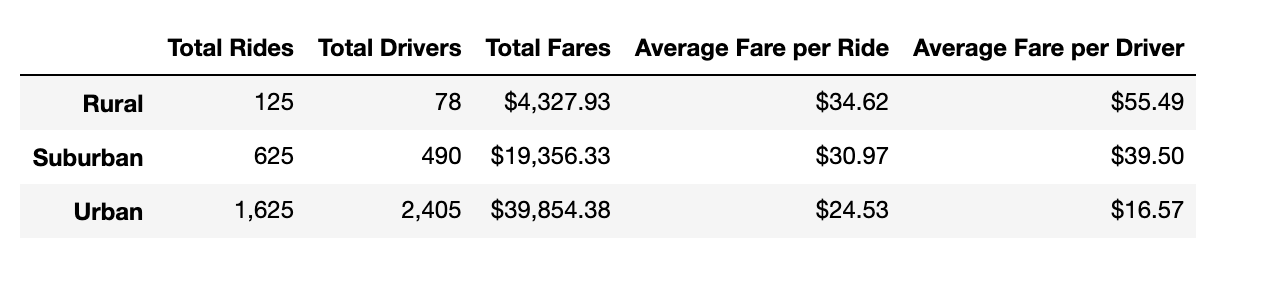 Total Rides Total Drivers Total Fares Average Fare per Ride Average Fare per Driver
Rural 125 78 $4,327.93 $34.62 $55.49
Suburban 625 490 $19,356.33 $30.97 $39.50
Urban 1,625 2,405 $39,854.38 $24.53 $16.57